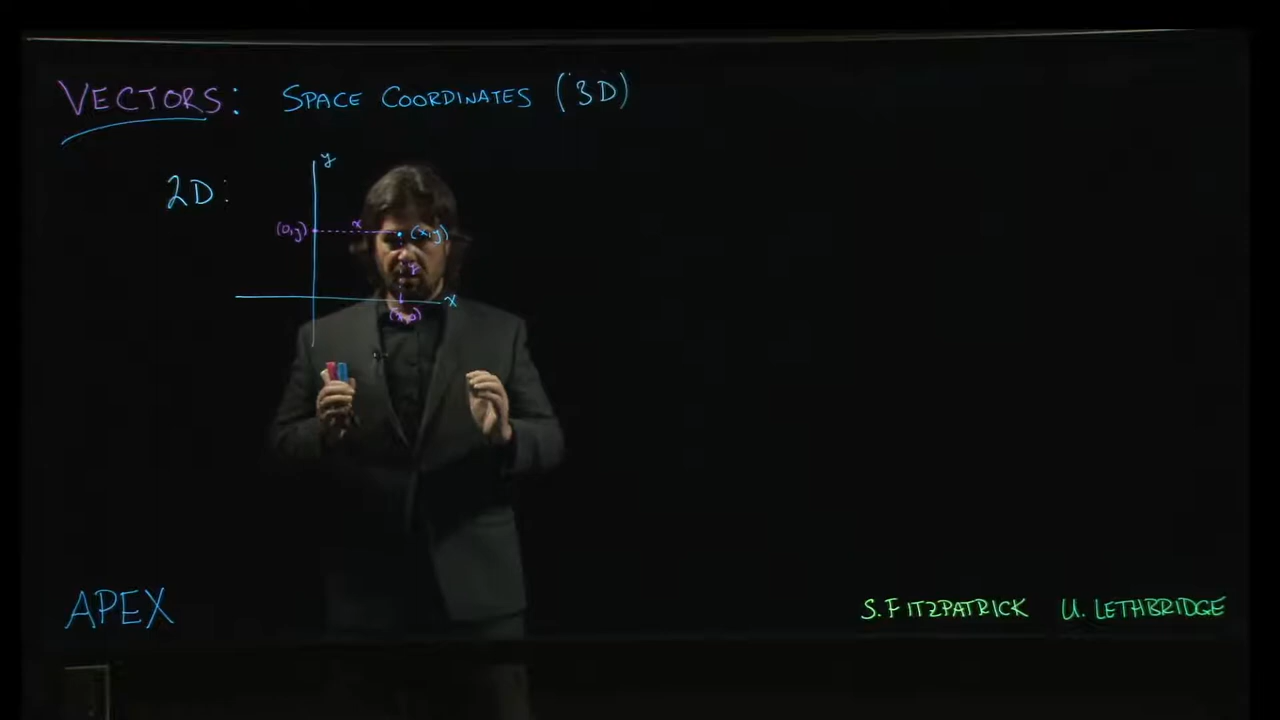 VECTORS: SPACE COORDINATES (3D)
2D:
y
(0,y)
x
(x,y)
y
x
(x,0)
APEX
S. FITZPATRICK U. LETHBRIDGE